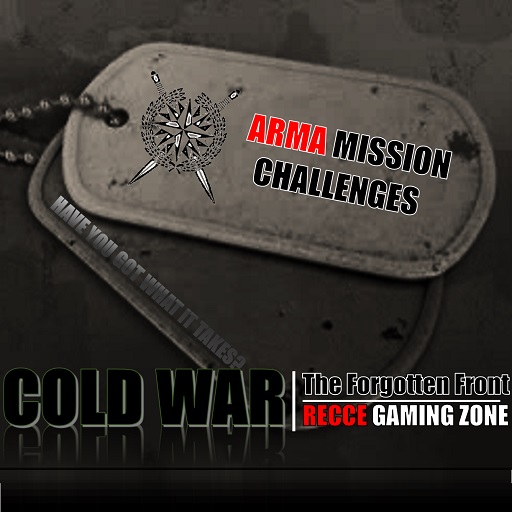 ARMA MISSION
CHALLENGES
HAVE YOU GOT WHAT IT TAKES?
COLD WAR
The Forgotten Front
RECCE GAMING ZONE